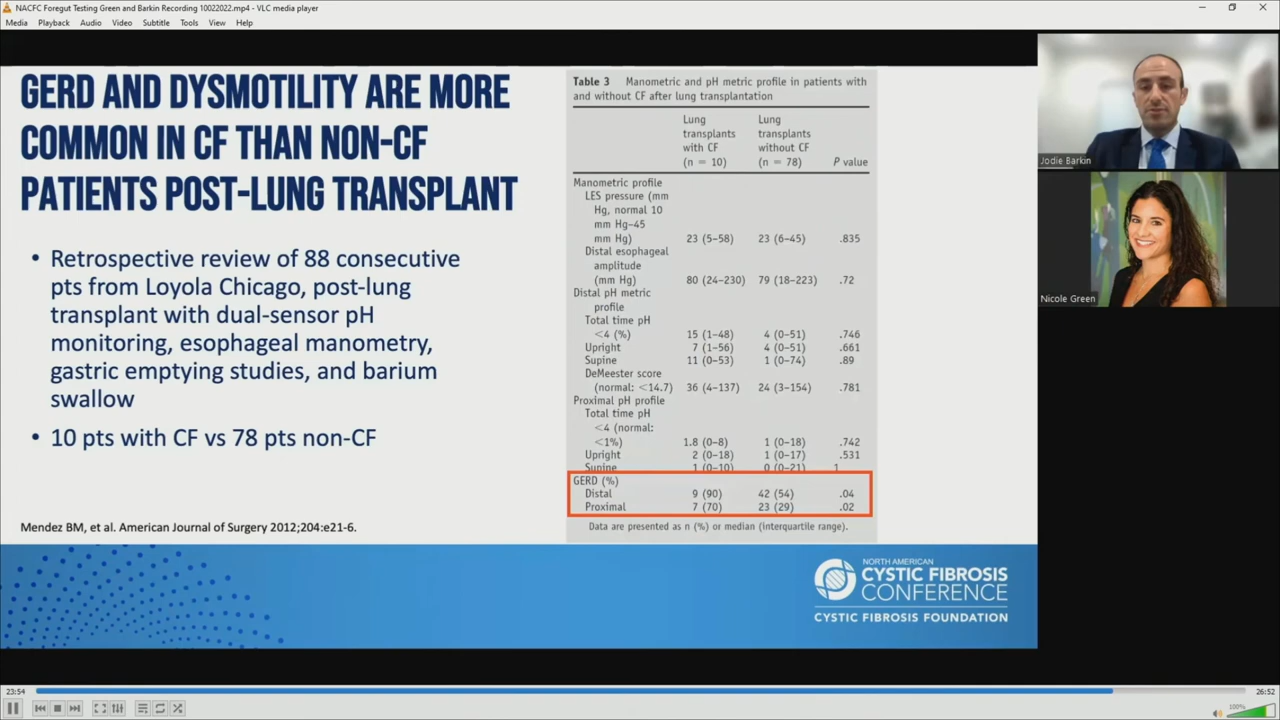 NACFC Foregut Testing Green and Barkin Recording 10022022.mp4 - VLC media player
Media Playback Audio Video Subtitle Tools View Help
GERD AND DYSMOTILITY ARE MORE
COMMON IN CF THAN NON-CF
PATIENTS POST-LUNG TRANSPLANT
• Retrospective review of 88 consecutive
pts from Loyola Chicago, post-lung
transplant with dual-sensor pH
monitoring, esophageal manometry,
gastric emptying studies, and barium
swallow
• 10 pts with CF vs 78 pts non-CF
Mendez BM, et al. American Journal of Surgery 2012;204:e21-6.
Table 3 Manometric and pH metric profile in patients with
and without CF after lung transplantation
Lung Lung
transplants transplants
with CF without CF
(n = 10) (n = 78) P value
Manometric profile
LES pressure (mm
Hg, normal 10
mm Hg–45
mm Hg) 23 (5–58) 23 (6–45) .835
Distal esophageal
amplitude
(mm Hg) 80 (24–230) 79 (18–223) .72
Distal pH metric
profile
Total time pH
<4 (%) 15 (1–48) 4 (0–51) .746
Upright 7 (1–56) 4 (0–51) .661
Supine 11 (0–53) 1 (0–74) .89
DeMeester score
(normal: <14.7) 36 (4–137) 24 (3–154) .781
Proximal pH profile
Total time pH
<4 (normal:
<1%) 1.8 (0–8) 1 (0–18) .742
Upright 2 (0–18) 1 (0–17) .531
Supine 1 (0–10) 0 (0–21) 1
GERD (%)
Distal 9 (90) 42 (54) .04
Proximal 7 (70) 23 (29) .02
Data are presented as n (%) or median (interquartile range).
NORTH AMERICAN
CYSTIC FIBROSIS
CONFERENCE
CYSTIC FIBROSIS FOUNDATION
Jodie Barkin
Nicole Green
23:54
26:52
100%